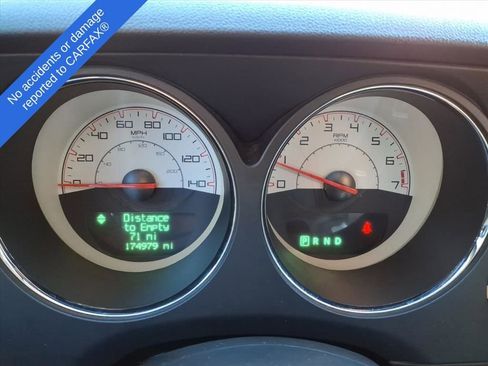 No accidents or damage
reported to CARFAX®
MPH
0 20 40 60 80 100 120 140
RPM
X1000
0 1 2 3 4 5 6 7
Distance
to Empty
71 mi
174979 mi
P R N D